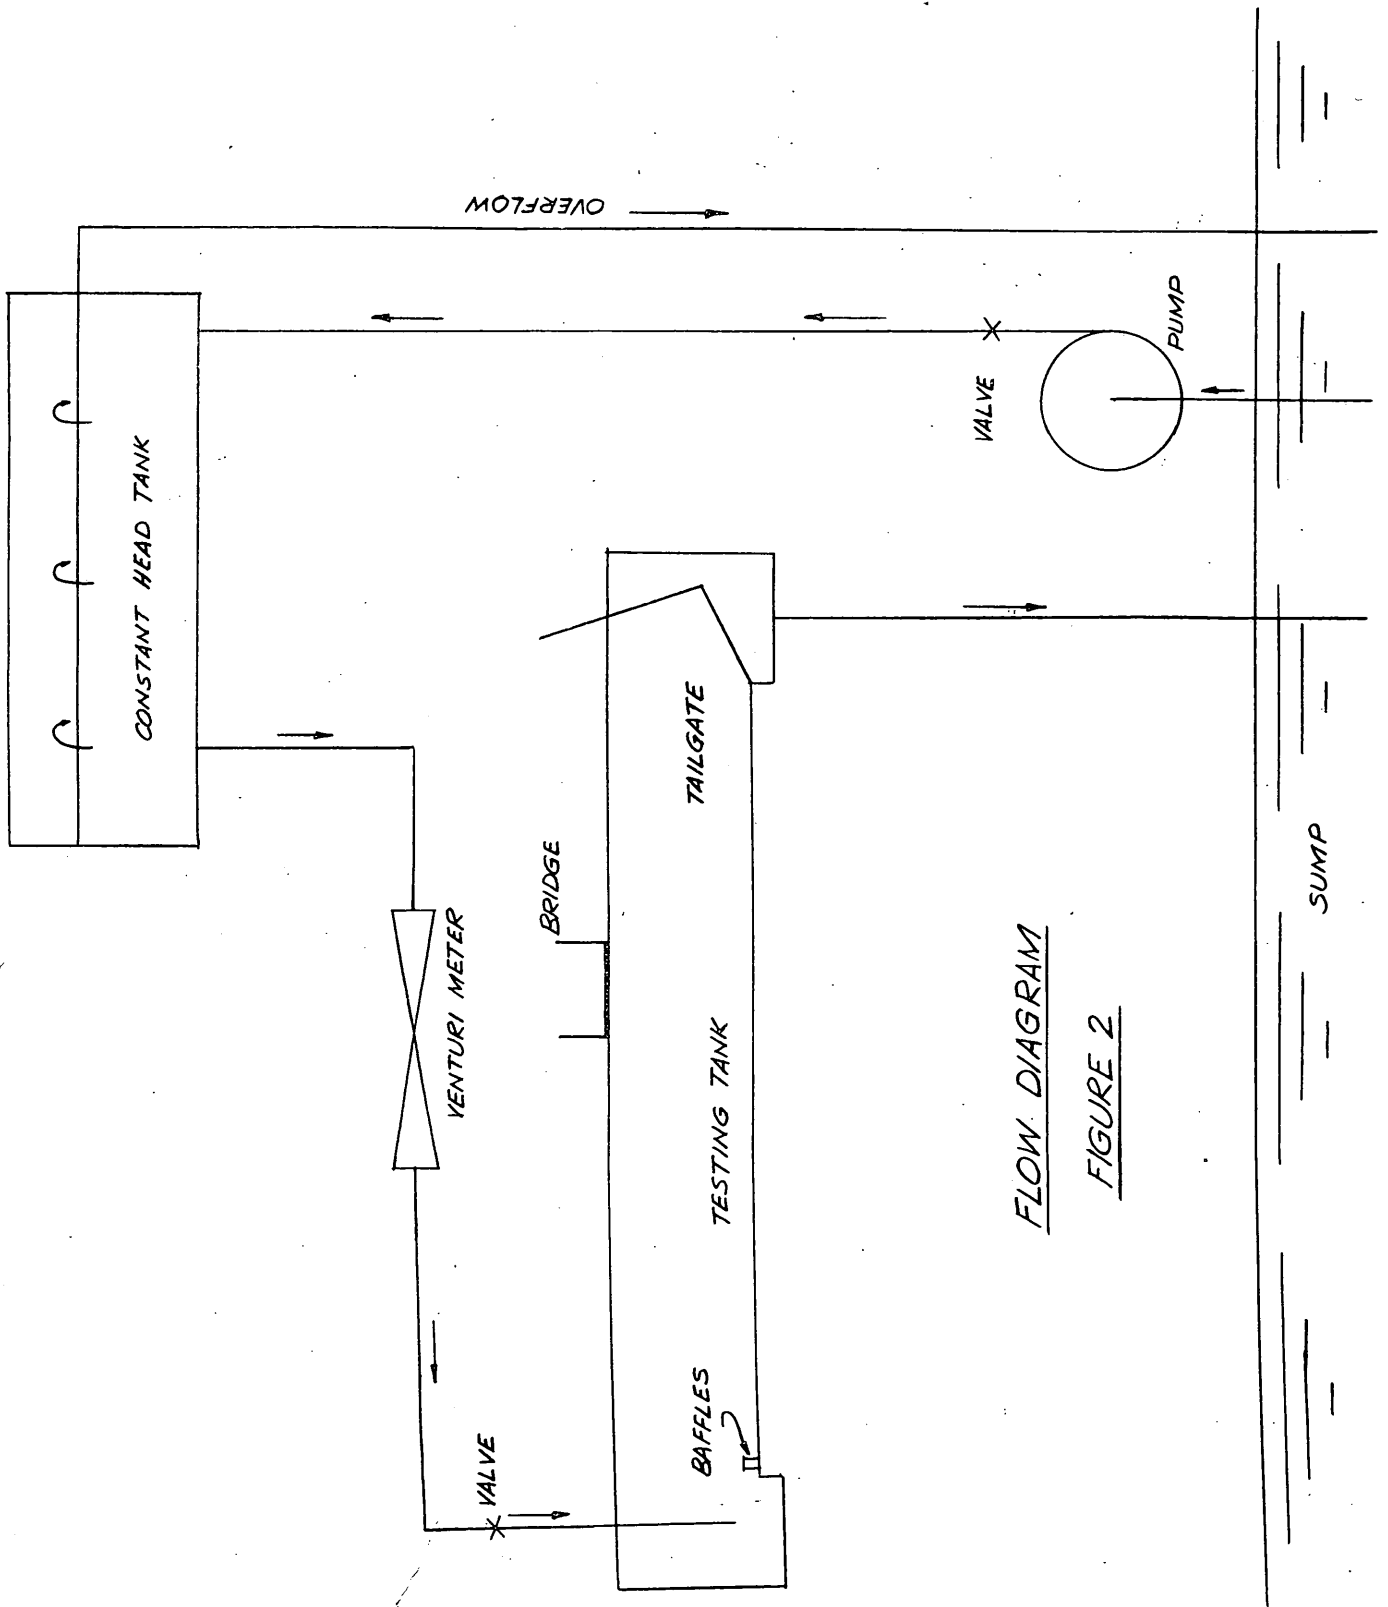 OVERFLOW
CONSTANT HEAD TANK
PUMP
VALVE
TAILGATE
BRIDGE
VENTURI METER
TESTING TANK
SUMP
BAFFLES
VALVE
FLOW DIAGRAM
FIGURE 2